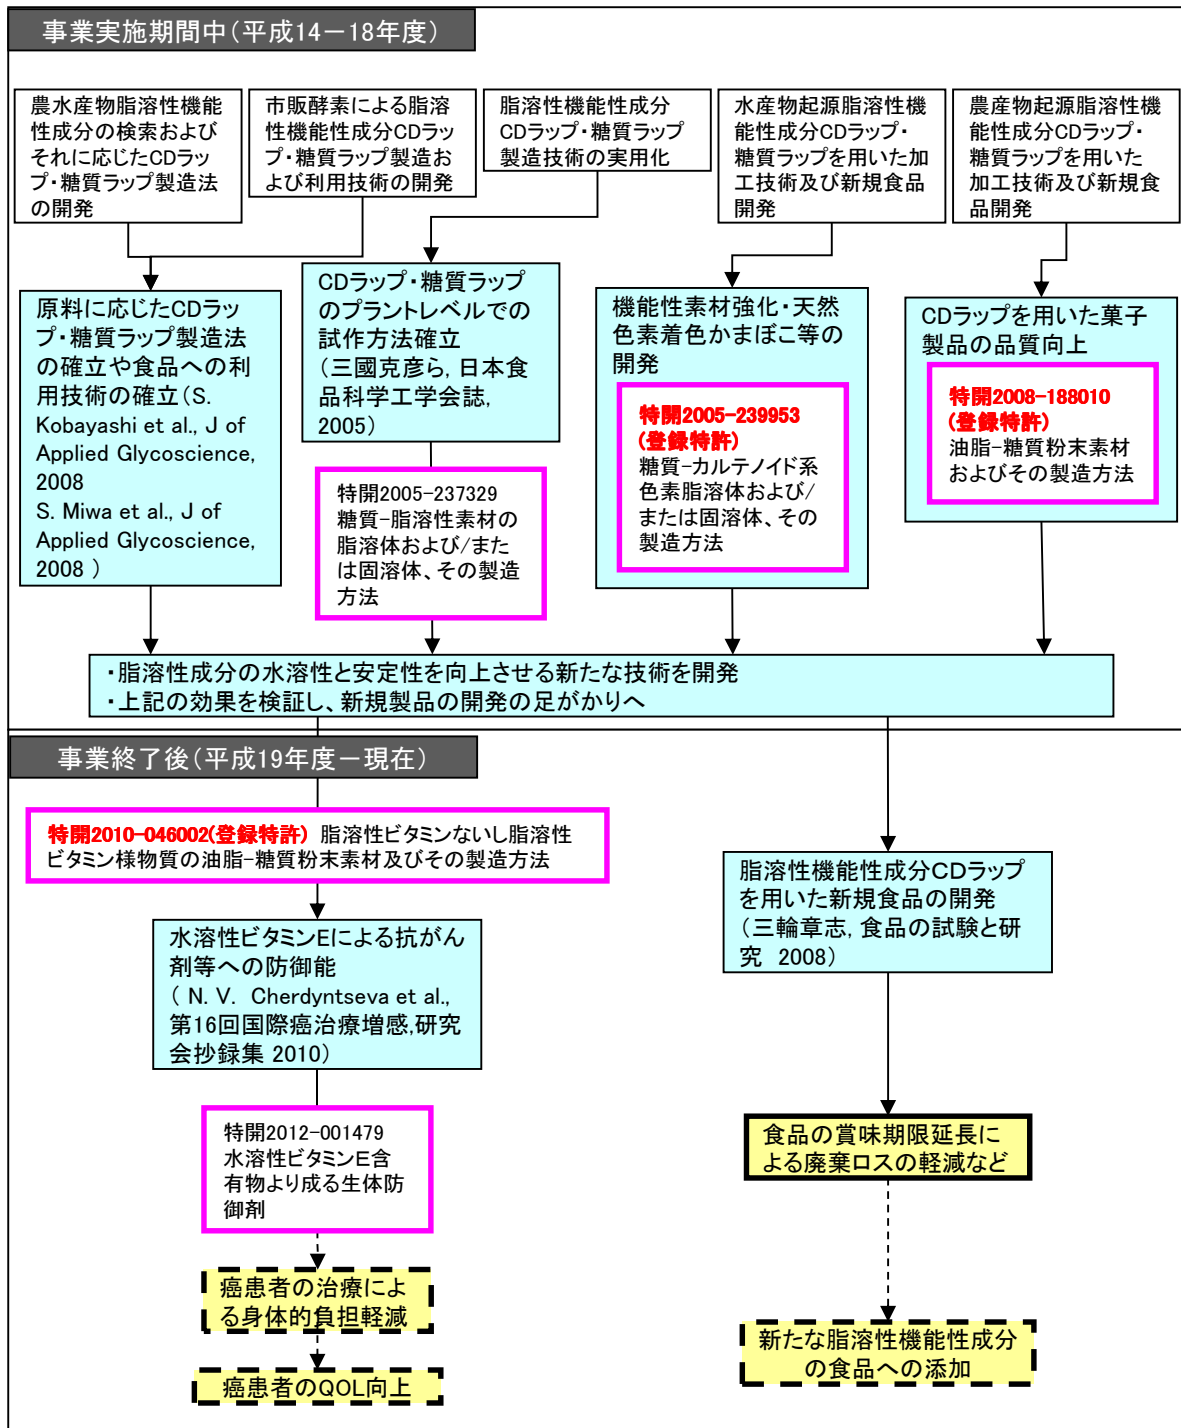 事業実施期間中（平成14－18年度）
農水産物脂溶性機能
性成分の検索および
それに応じたCDラッ
プ・糖質ラップ製造法
の開発
市販酵素による脂溶
性機能性成分CDラッ
プ・糖質ラップ製造お
よび利用技術の開発
脂溶性機能性成分
CDラップ・糖質ラップ
製造技術の実用化
水産物起源脂溶性機
能性成分CDラップ・
糖質ラップを用いた加
工技術及び新規食品
開発
農産物起源脂溶性機
能性成分CDラップ・
糖質ラップを用いた
加工技術及び新規食
品開発
原料に応じたCDラッ
プ・糖質ラップ製造法
の確立や食品への利
用技術の確立（S.
Kobayashi et al., J of
Applied Glycoscience,
2008
S. Miwa et al., J of
Applied Glycoscience,
2008 ）
CDラップ・糖質ラップ
のプラントレベルでの
試作方法確立
（三國克彦ら, 日本食
品科学工学会誌,
2005）
特開2005-237329
糖質-脂溶性素材の
脂溶体および/また
は固溶体、その製造
方法
機能性素材強化・天然
色素着色かまぼこ等の
開発
特開2005-239953
(登録特許)
糖質-カルテノイド系
色素脂溶体および/
または固溶体、その
製造方法
CDラップを用いた菓子
製品の品質向上
特開2008-188010
(登録特許)
油脂-糖質粉末素材
およびその製造方法
・脂溶性成分の水溶性と安定性を向上させる新たな技術を開発
・上記の効果を検証し、新規製品の開発の足がかりへ
事業終了後（平成19年度－現在）
特開2010-046002(登録特許) 脂溶性ビタミンないし脂溶性
ビタミン様物質の油脂-糖質粉末素材及びその製造方法
水溶性ビタミンEによる抗がん
剤等への防御能
（ N. V. Cherdyntseva et al.,
第16回国際癌治療増感,研究
会抄録集 2010）
特開2012-001479
水溶性ビタミンE含
有物より成る生体防
御剤
癌患者の治療によ
る身体的負担軽減
癌患者のQOL向上
脂溶性機能性成分CDラップ
を用いた新規食品の開発
（三輪章志, 食品の試験と研
究 2008）
食品の賞味期限延長に
よる廃棄ロスの軽減など
新たな脂溶性機能性成分
の食品への添加